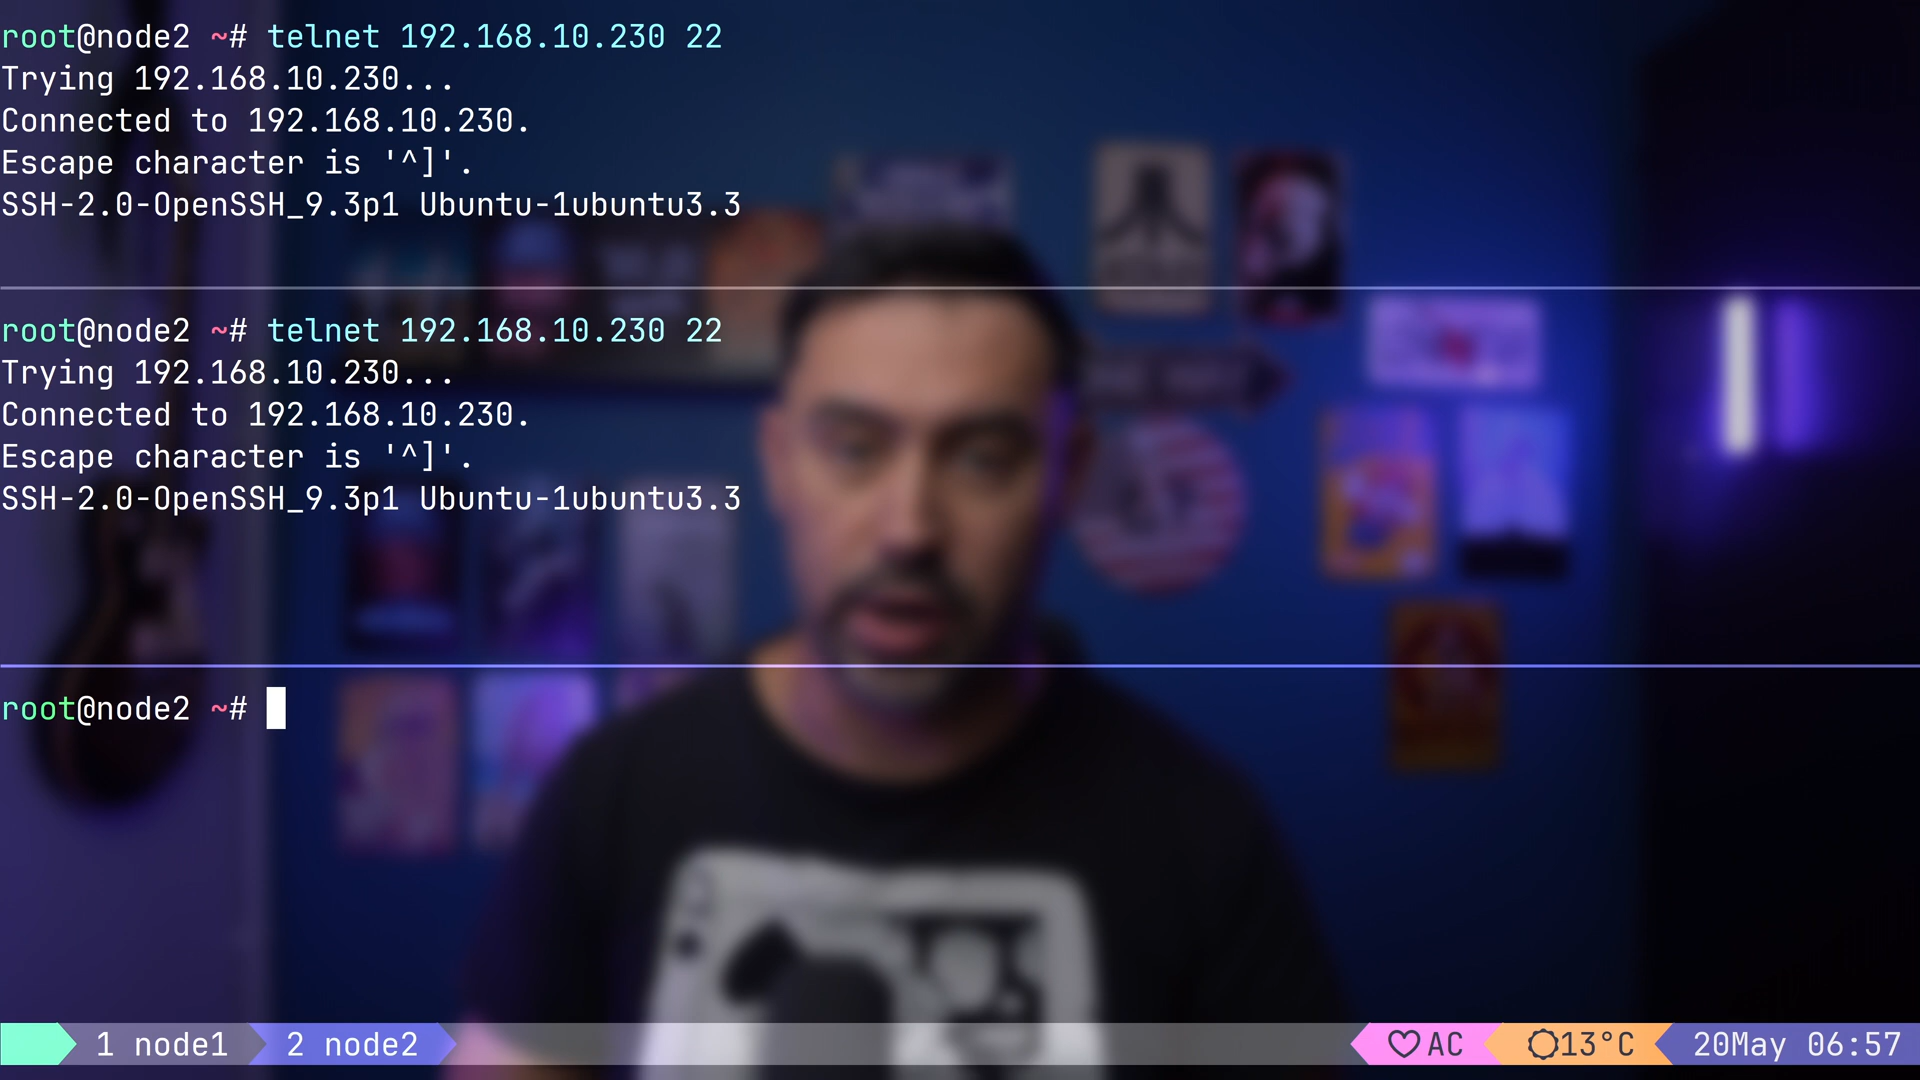 root@node2 ~# telnet 192.168.10.230 22
Trying 192.168.10.230...
Connected to 192.168.10.230.
Escape character is '^]'.
SSH-2.0-OpenSSH_9.3p1 Ubuntu-1ubuntu3.3
root@node2 ~# telnet 192.168.10.230 22
Trying 192.168.10.230...
Connected to 192.168.10.230.
Escape character is '^]'.
SSH-2.0-OpenSSH_9.3p1 Ubuntu-1ubuntu3.3
root@node2 ~#
1 node1 2 node2 AC 13°C 20May 06:57